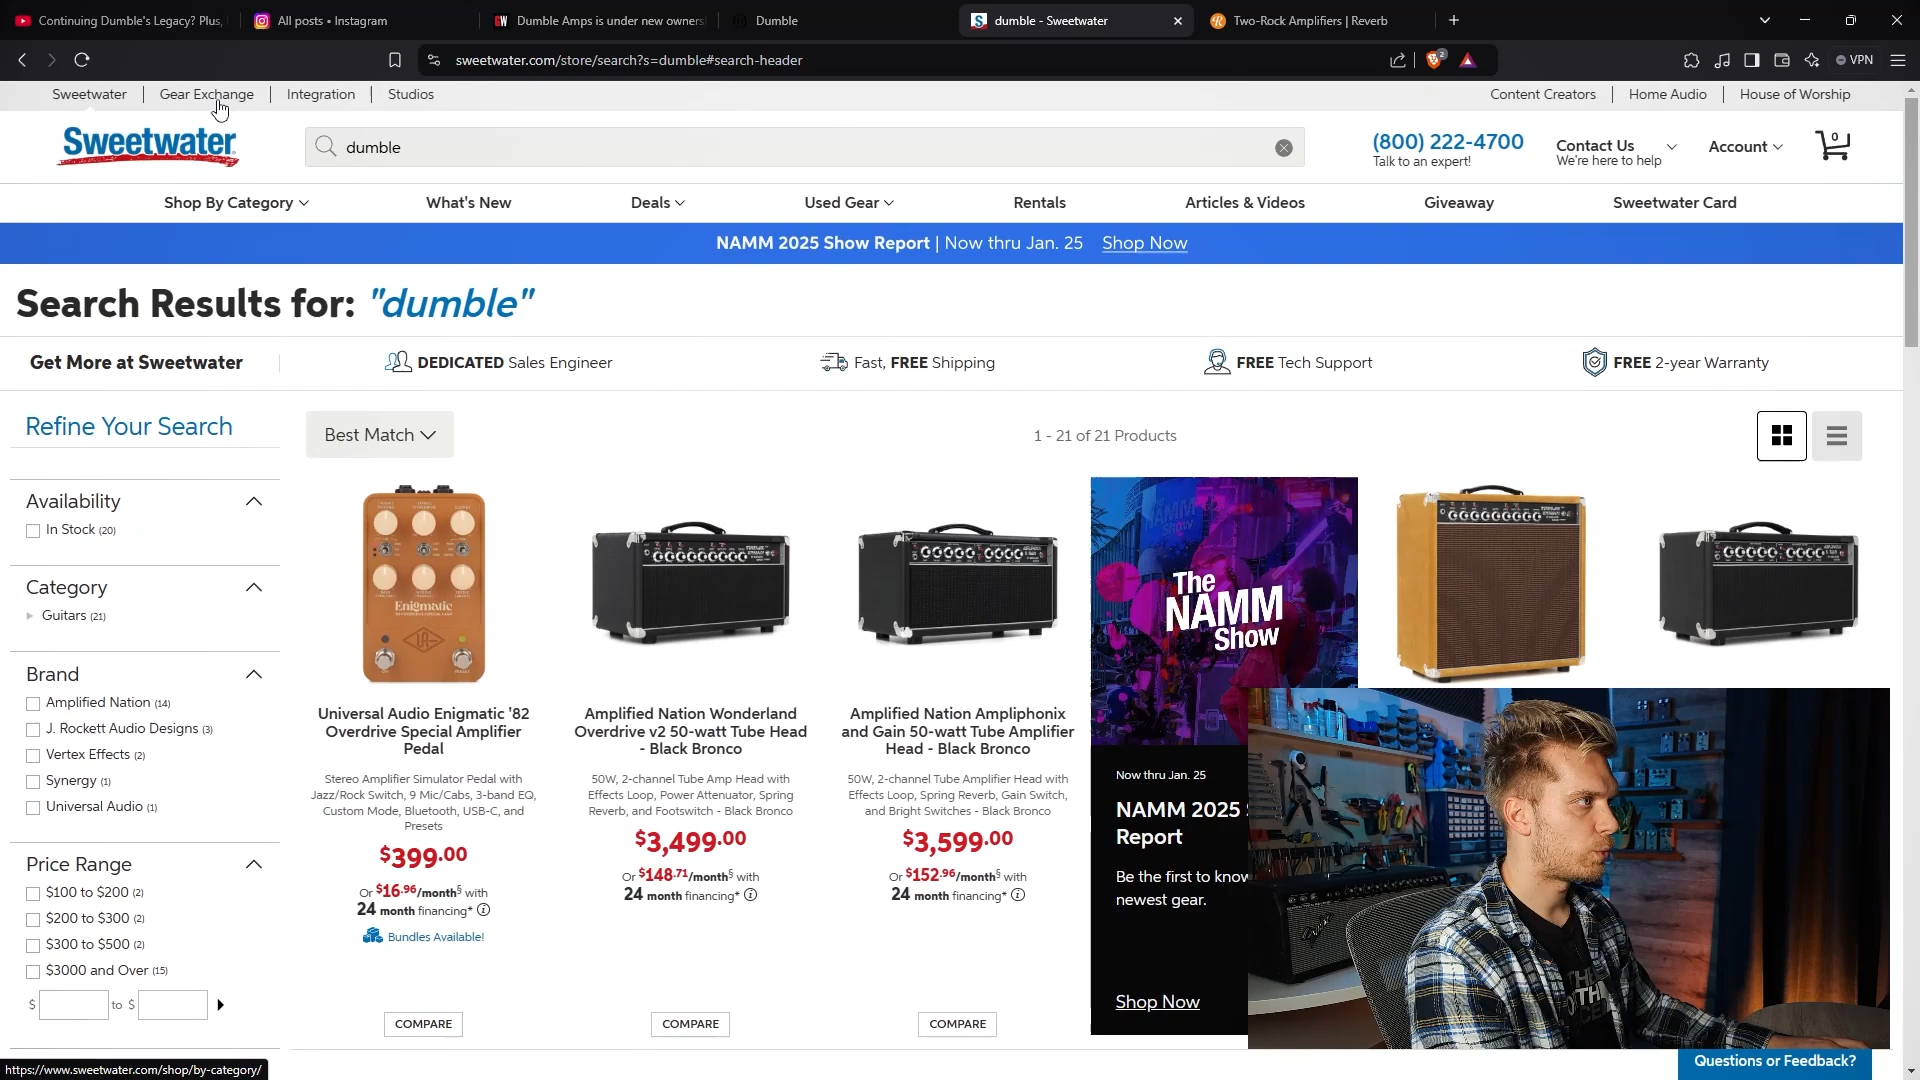 Continuing Dumble's Legacy? Plus,
All posts • Instagram
Dumble Amps is under new owners
Dumble
dumble - Sweetwater
Two-Rock Amplifiers | Reverb
sweetwater.com/store/search?s=dumble#search-header
2
VPN
Sweetwater
Gear Exchange
Integration
Studios
Content Creators
Home Audio
House of Worship
Sweetwater
dumble
(800) 222-4700
Talk to an expert!
Contact Us
We're here to help
Account
0
Shop By Category
What's New
Deals
Used Gear
Rentals
Articles & Videos
Giveaway
Sweetwater Card
NAMM 2025 Show Report | Now thru Jan. 25 Shop Now
Search Results for: "dumble"
Get More at Sweetwater
DEDICATED Sales Engineer
Fast, FREE Shipping
FREE Tech Support
FREE 2-year Warranty
Refine Your Search
Best Match
1 - 21 of 21 Products
Availability
In Stock (20)
Category
Guitars (21)
Brand
Amplified Nation (14)
J. Rockett Audio Designs (3)
Vertex Effects (2)
Synergy (1)
Universal Audio (1)
Price Range
$100 to $200 (2)
$200 to $300 (2)
$300 to $500 (2)
$3000 and Over (15)
$ to $
Enigmatic
Universal Audio Enigmatic '82
Overdrive Special Amplifier
Pedal
Stereo Amplifier Simulator Pedal with
Jazz/Rock Switch, 9 Mic/Cabs, 3-band EQ,
Custom Mode, Bluetooth, USB-C, and
Presets
$399.00
Or $16.96/month§ with
24 month financing*
Bundles Available!
COMPARE
Amplified Nation Wonderland
Overdrive v2 50-watt Tube Head
- Black Bronco
50W, 2-channel Tube Amp Head with
Effects Loop, Power Attenuator, Spring
Reverb, and Footswitch - Black Bronco
$3,499.00
Or $148.71/month§ with
24 month financing*
COMPARE
Amplified Nation Ampliphonix
and Gain 50-watt Tube Amplifier
Head - Black Bronco
50W, 2-channel Tube Amplifier Head with
Effects Loop, Spring Reverb, Gain Switch,
and Bright Switches - Black Bronco
$3,599.00
Or $152.96/month§ with
24 month financing*
COMPARE
The
NAMM
Show
Now thru Jan. 25
NAMM 2025
Report
Be the first to know
newest gear.
Shop Now
Fender
Questions or Feedback?
https://www.sweetwater.com/shop/by-category/